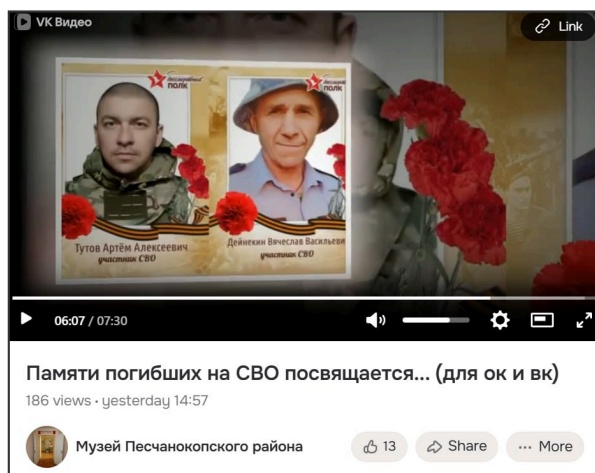 VK Видео
Link
бессмертный
ПОЛК
бессмертный
ПОЛК
Тутов Артём Алексеевич
участник СВО
Дейнекин Вячеслав Васильеви
участник СВО
06:07 / 07:30
Памяти погибших на СВО посвящается... (для ок и вк)
186 views · yesterday 14:57
Музей Песчанокопского района
13
Share
More